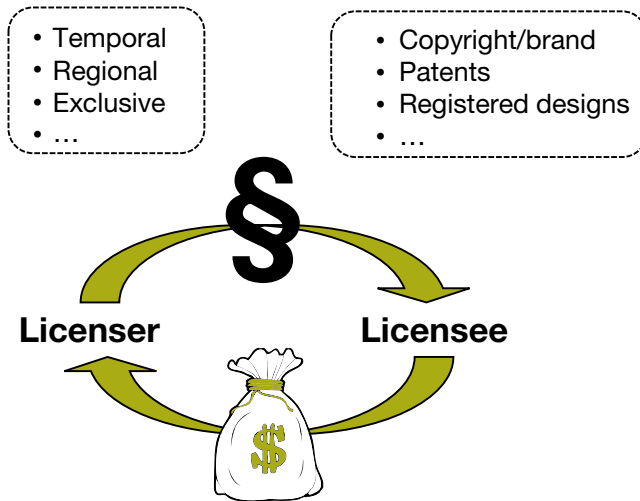 • Temporal
• Regional
• Exclusive
• …
• Copyright/brand
• Patents
• Registered designs
• …
§
Licenser
Licensee
$